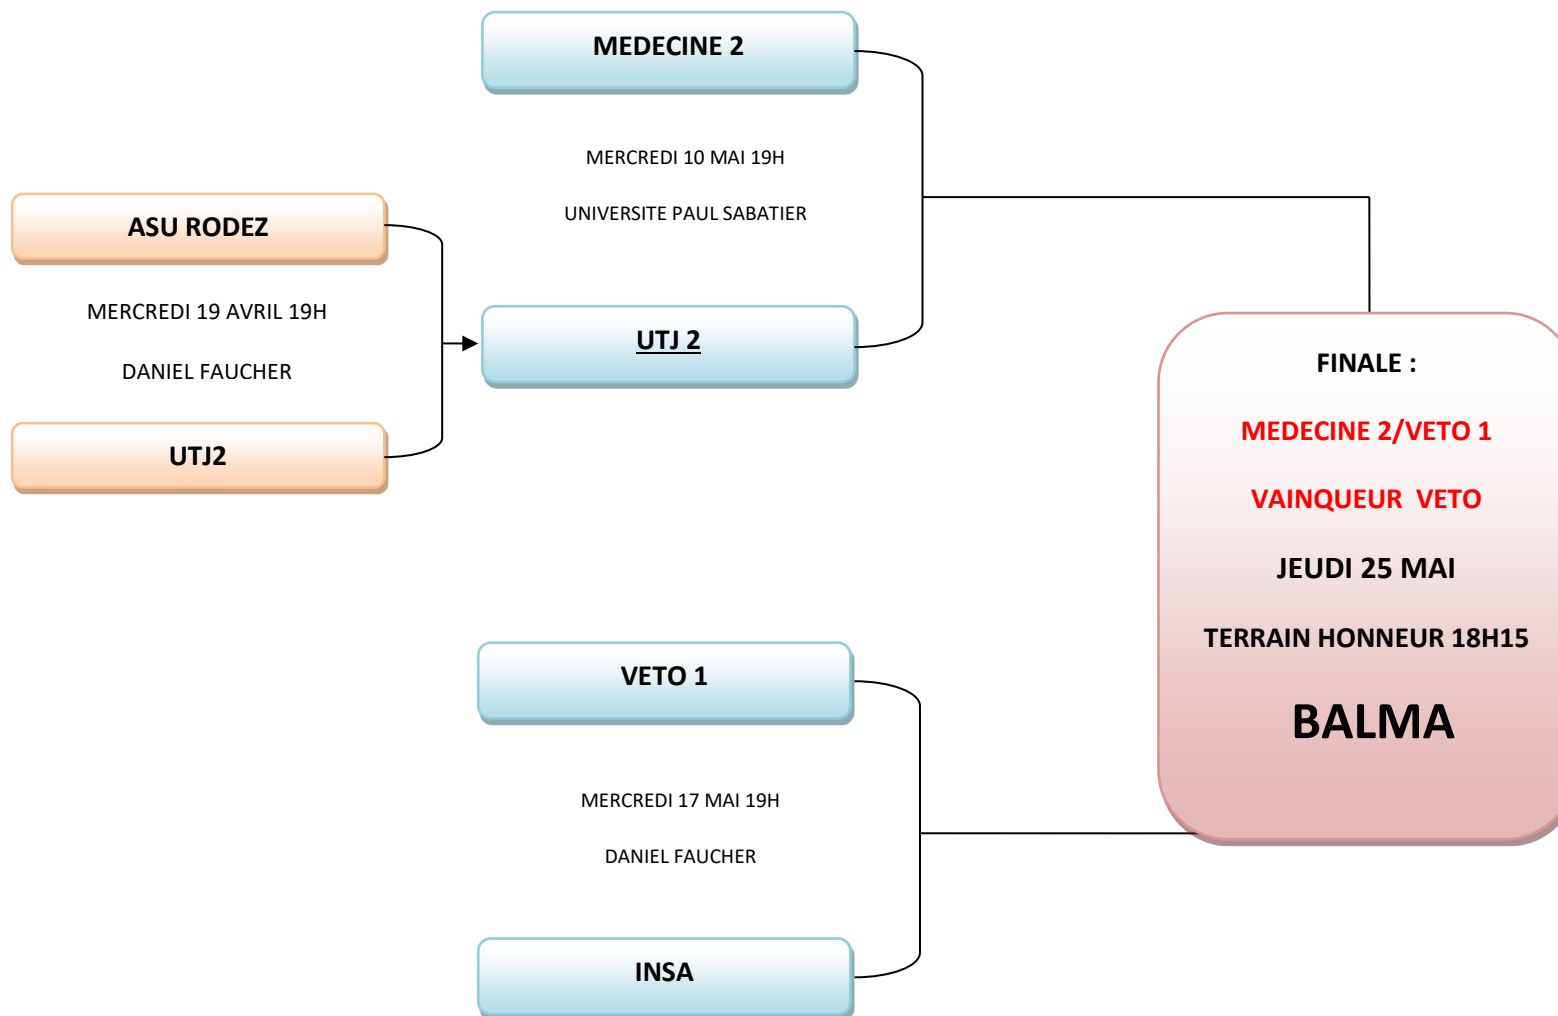 MEDECINE 2
MERCREDI 10 MAI 19H
UNIVERSITE PAUL SABATIER
ASU RODEZ
MERCREDI 19 AVRIL 19H
DANIEL FAUCHER
UTJ 2
UTJ2
FINALE :
MEDECINE 2/VETO 1
VAINQUEUR  VETO
JEUDI 25 MAI
TERRAIN HONNEUR 18H15
BALMA
VETO 1
MERCREDI 17 MAI 19H
DANIEL FAUCHER
INSA